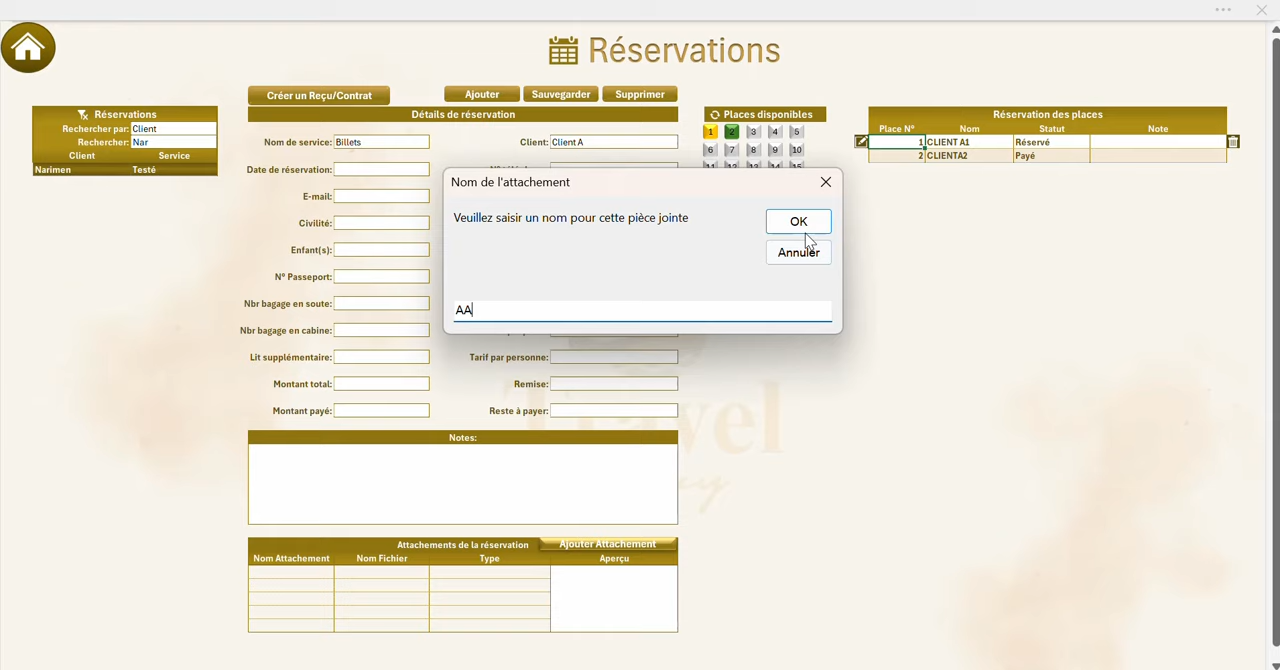 Réservations
Créer un Reçu/Contrat
Ajouter
Sauvegarder
Supprimer
Réservations
Rechercher par: Client
Rechercher: Nar
Client Service
Narimen Testé
Détails de réservation
Nom de service: Billets
Client: Client A
Date de réservation:
E-mail:
Civilité:
Enfant(s):
N° Passeport:
Nbr bagage en soute:
Nbr bagage en cabine:
Lit supplémentaire:
Tarif par personne:
Montant total:
Remise:
Montant payé:
Reste à payer:
Places disponibles
1 2 3 4 5
6 7 8 9 10
Réservation des places
Place N° Nom Statut Note
1 CLIENT A1 Réservé
2 CLIENTA2 Payé
Nom de l'attachement
Veuillez saisir un nom pour cette pièce jointe
OK
Annuler
AA
Notes:
Attachements de la réservation
Ajouter Attachement
Nom Attachement Nom Fichier Type Aperçu